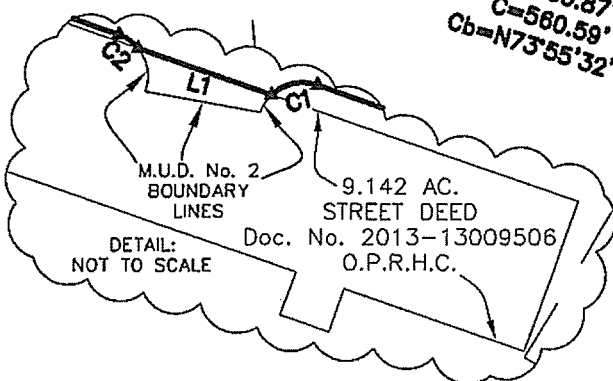 C=560.59'
Cb=N73°55'32"
C2
L1
C1
M.U.D. No. 2
BOUNDARY
LINES
9.142 AC.
STREET DEED
Doc. No. 2013-13009506
O.P.R.H.C.
DETAIL:
NOT TO SCALE